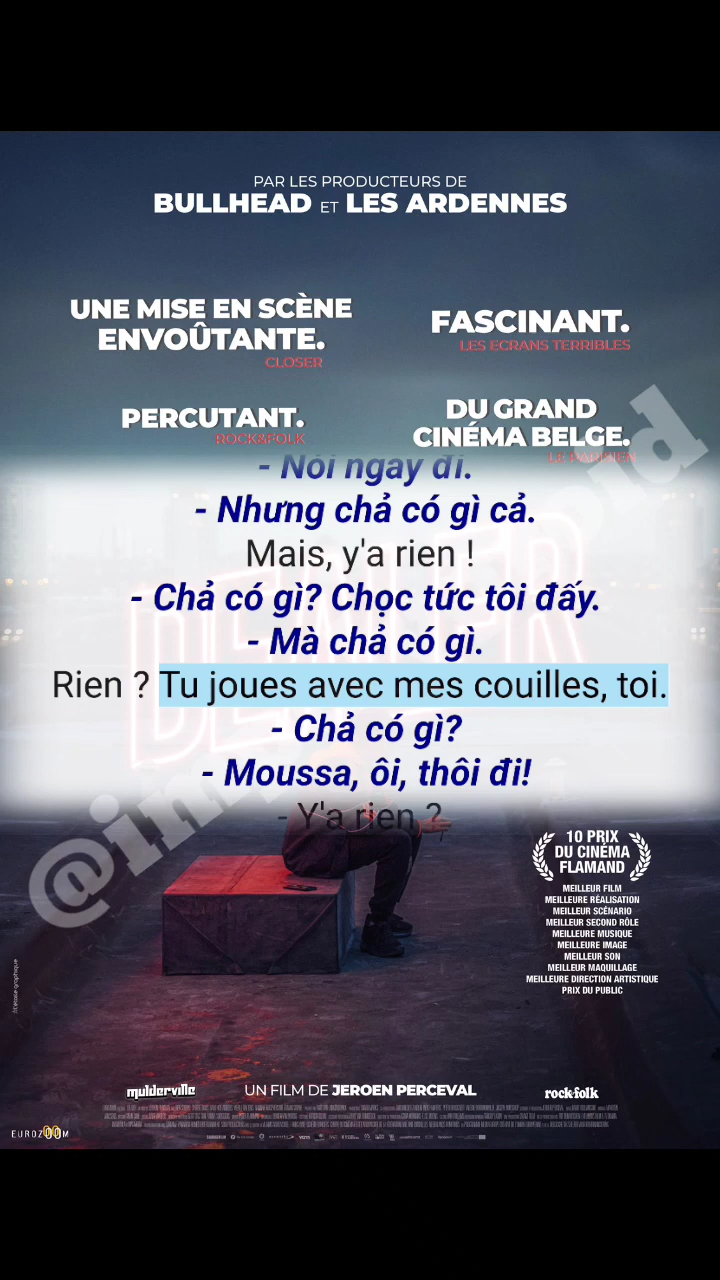 PAR LES PRODUCTEURS DE
BULLHEAD ET LES ARDENNES
UNE MISE EN SCÈNE
ENVOÛTANTE.
CLOSER
FASCINANT.
LES ECRANS TERRIBLES
PERCUTANT.
ROCK&FOLK
DU GRAND
CINÉMA BELGE.
LE PARISIEN
- Nói ngay đi.
- Nhưng chả có gì cả.
Mais, y'a rien !
- Chả có gì? Chọc tức tôi đấy.
- Mà chả có gì.
Rien ? Tu joues avec mes couilles, toi.
- Chả có gì?
- Moussa, ôi, thôi đi!
- Y'a rien ?
DEALER
10 PRIX
DU CINÉMA
FLAMAND
MEILLEUR FILM
MEILLEURE RÉALISATION
MEILLEUR SCÉNARIO
MEILLEUR SECOND RÔLE
MEILLEURE MUSIQUE
MEILLEURE IMAGE
MEILLEUR SON
MEILLEUR MAQUILLAGE
MEILLEURE DIRECTION ARTISTIQUE
PRIX DU PUBLIC
mulderville
UN FILM DE JEROEN PERCEVAL
rock&folk
EUROZOOM